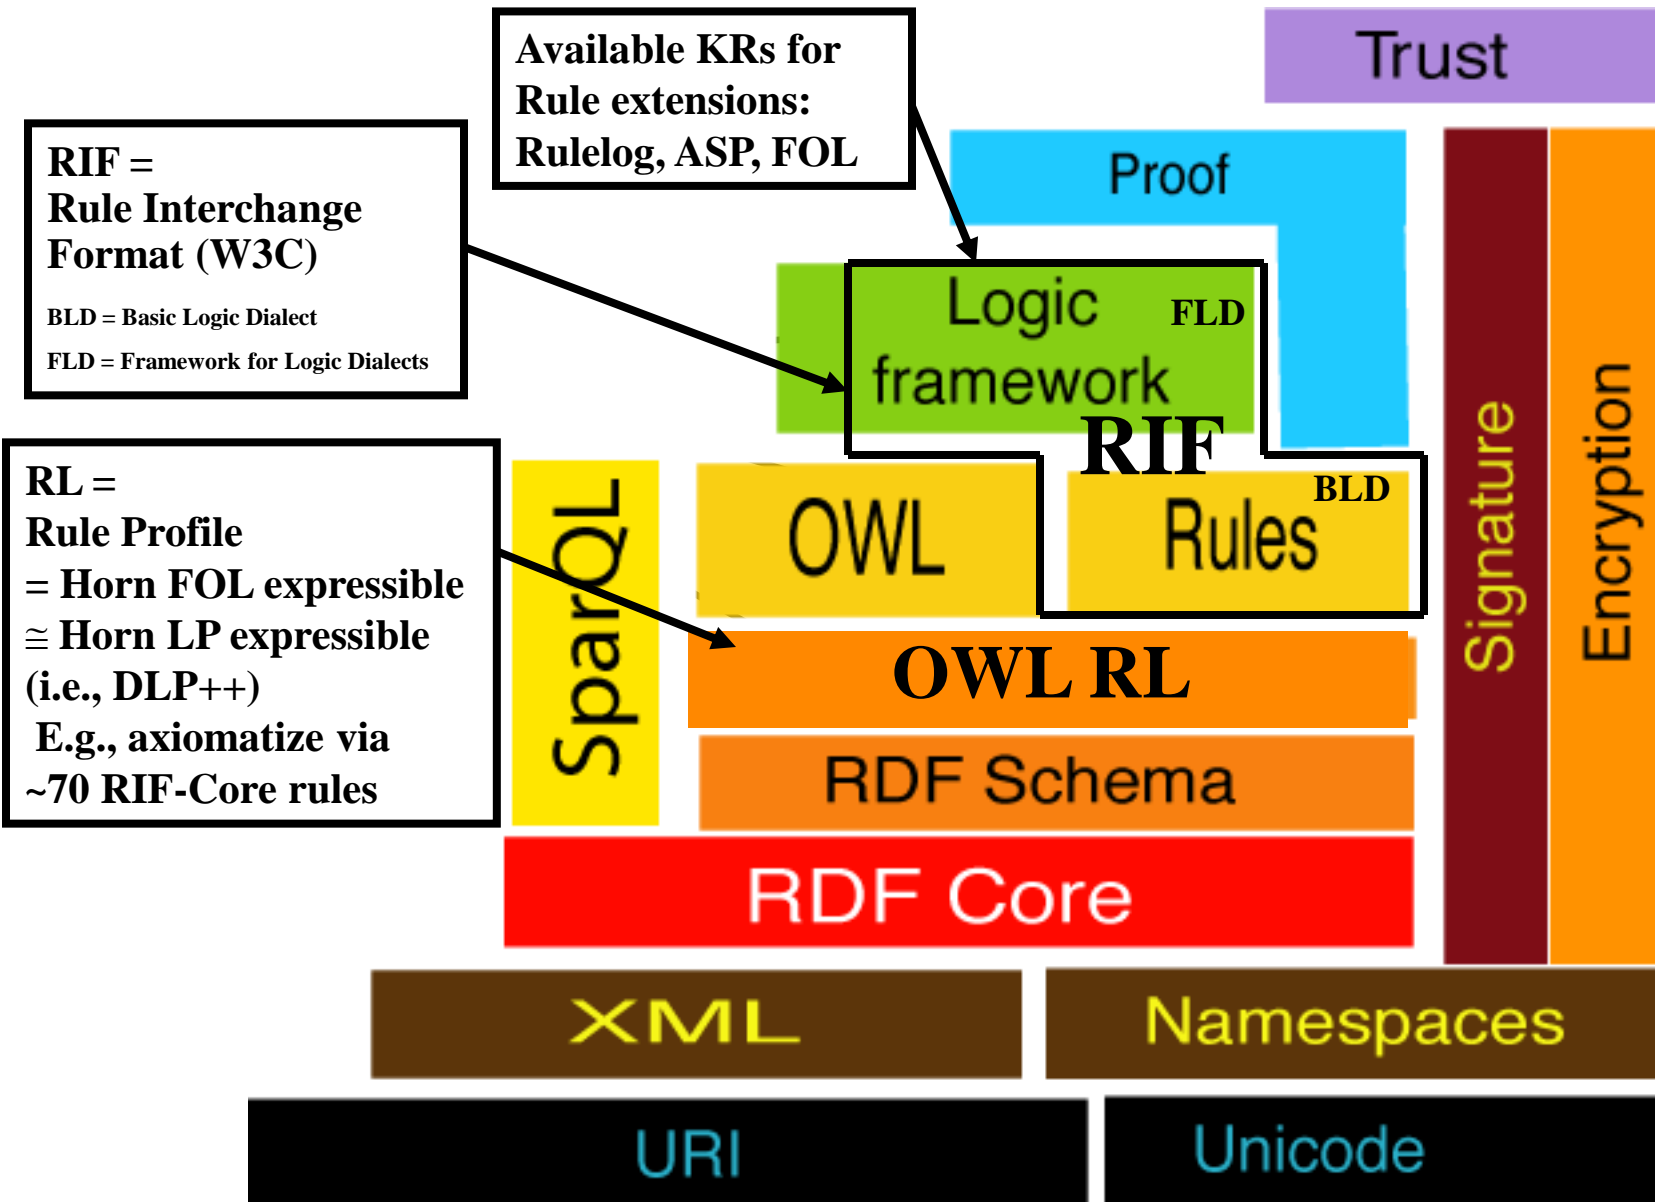 Available KRs for
Rule extensions:
Rulelog, ASP, FOL
Trust
RIF =
Rule Interchange
Format (W3C)
BLD = Basic Logic Dialect
FLD = Framework for Logic Dialects
Proof
Logic
framework
FLD
RIF
BLD
RL =
Rule Profile
= Horn FOL expressible
≅ Horn LP expressible
(i.e., DLP++)
E.g., axiomatize via
~70 RIF-Core rules
SparQL
OWL
Rules
Signature
Encryption
OWL RL
RDF Schema
RDF Core
XML
Namespaces
URI
Unicode